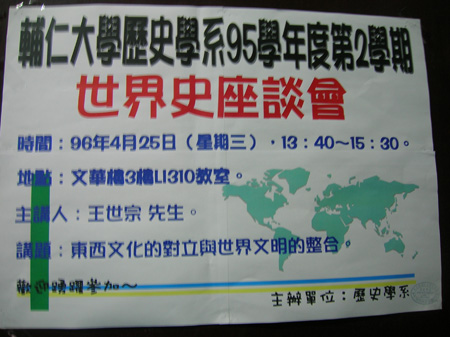 輔仁大學歷史學系95學年度第2學期
世界史座談會
時間：96年4月25日（星期三），13：40～15：30。
地點：文華樓3樓LI310教室。
主講人：王世宗 先生。
講題：東西文化的對立與世界文明的整合。
歡迎踴躍參加～
主辦單位：歷史學系